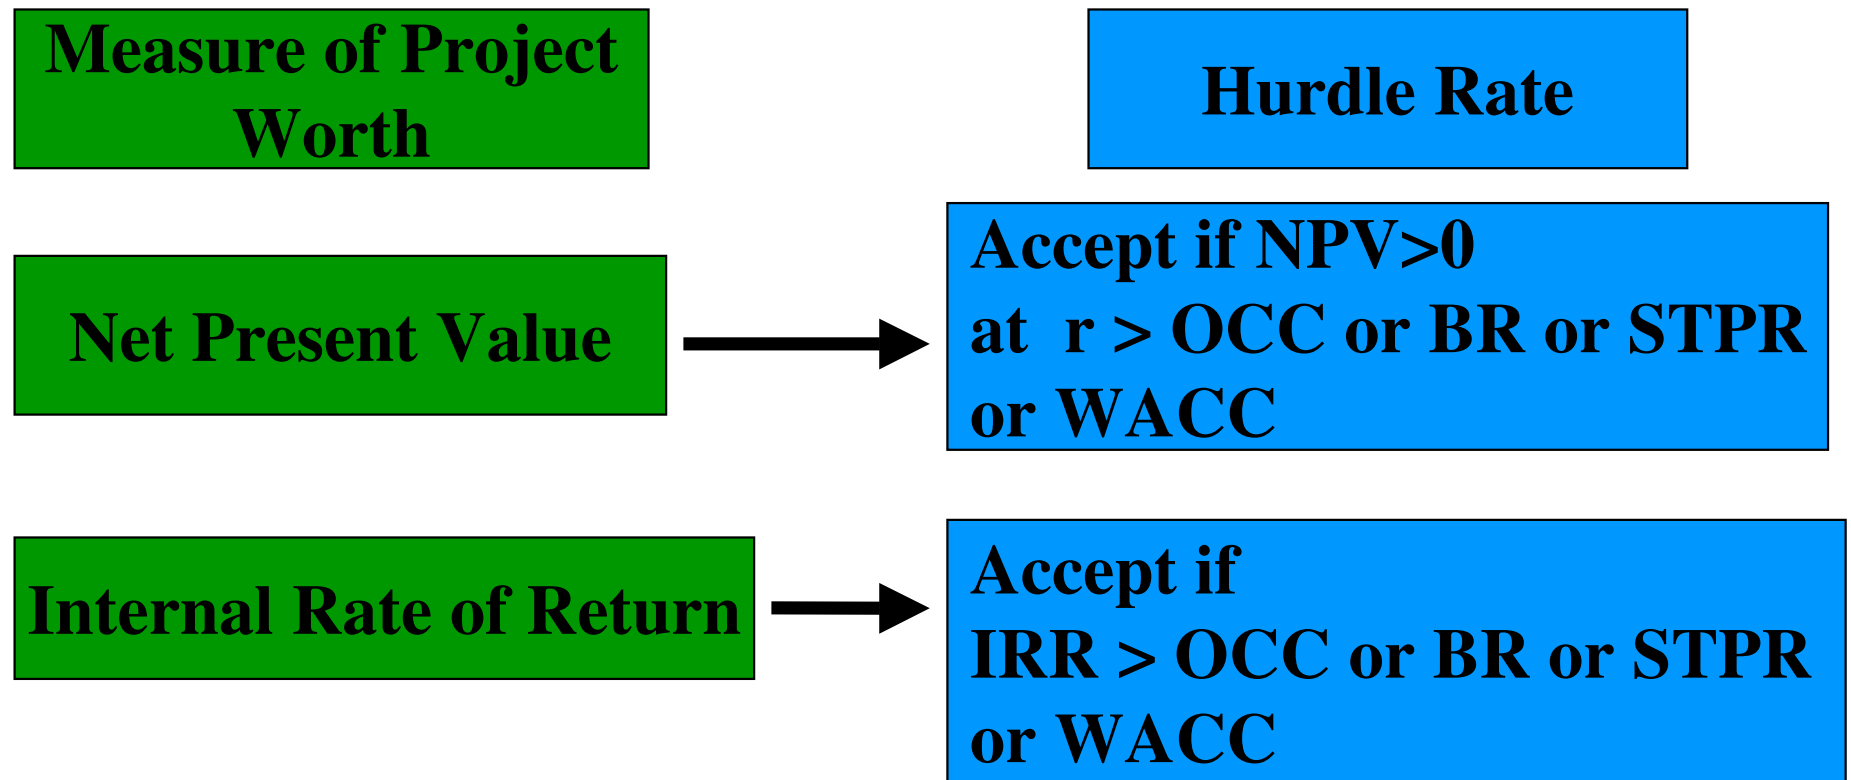 Measure of Project
Worth
Hurdle Rate
Net Present Value
Accept if NPV>0
at r > OCC or BR or STPR
or WACC
Internal Rate of Return
Accept if
IRR > OCC or BR or STPR
or WACC